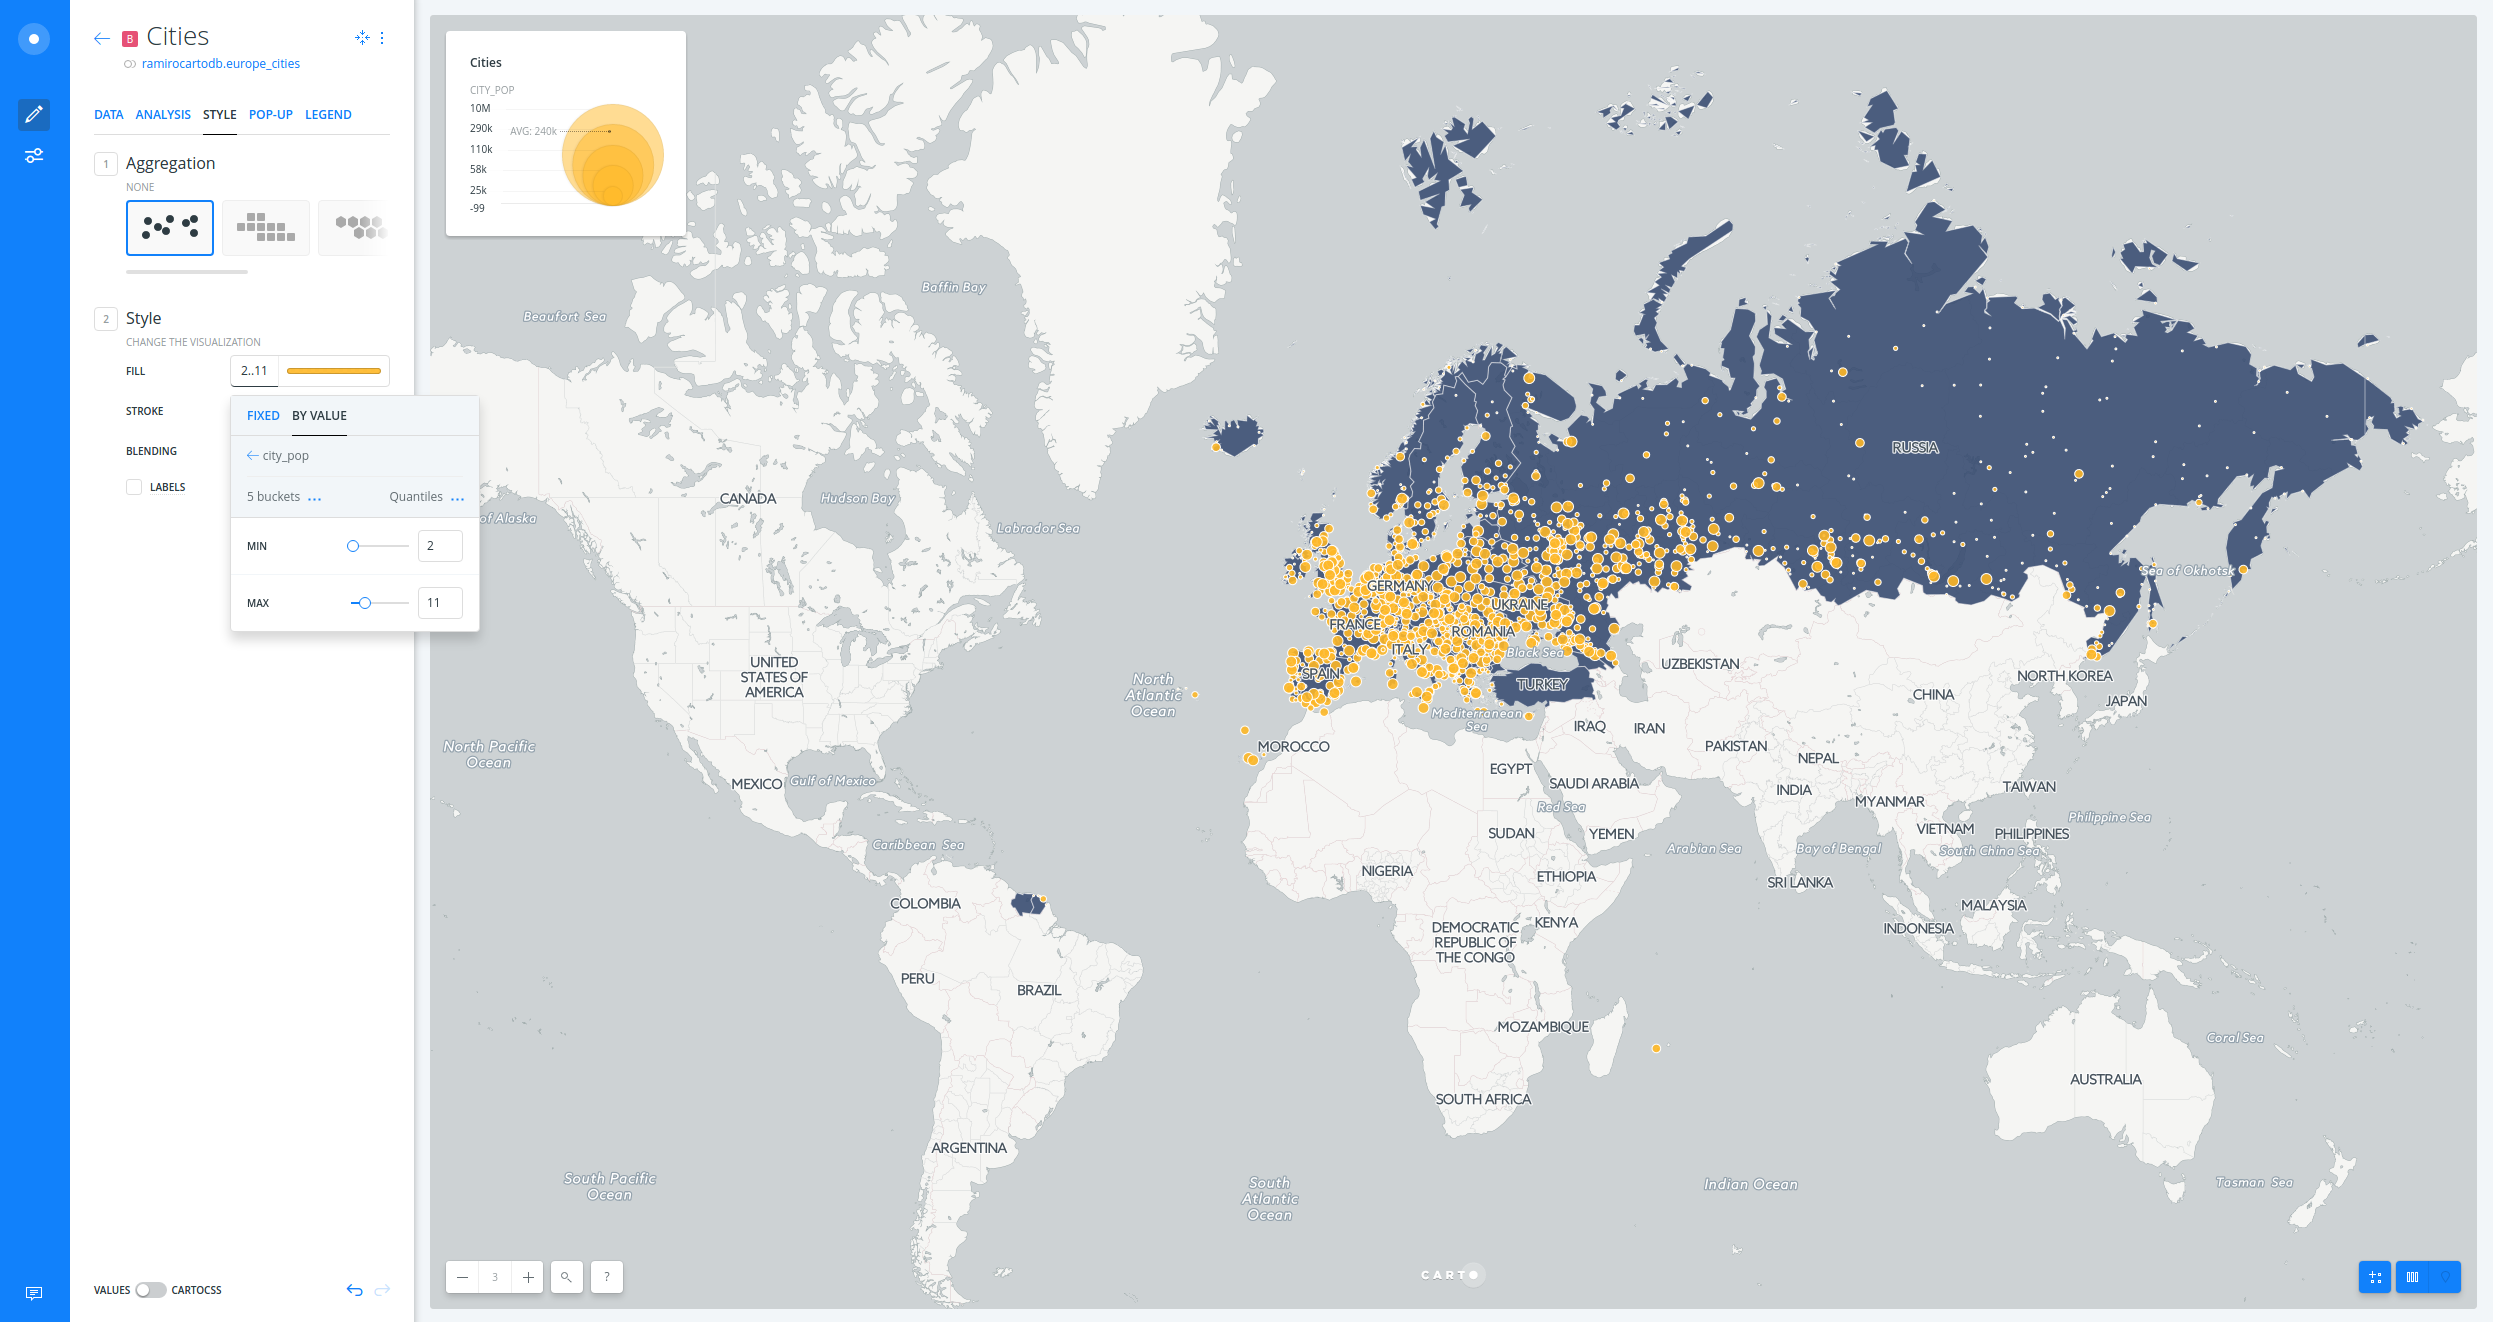 B Cities
ramirocartodb.europe_cities
DATA ANALYSIS STYLE POP-UP LEGEND
1 Aggregation
NONE
2 Style
CHANGE THE VISUALIZATION
FILL 2..11
STROKE
BLENDING
LABELS
FIXED BY VALUE
city_pop
5 buckets ... Quantiles ...
MIN 2
MAX 11
VALUES CARTOCSS
Cities
CITY_POP
10M
290k
AVG: 240k
110k
58k
25k
-99
Baffin Bay
Beaufort Sea
RUSSIA
CANADA
Hudson Bay
of Alaska
Labrador Sea
Sea of Okhotsk
GERMANY
UKRAINE
FRANCE
ROMANIA
ITALY
Black Sea
UNITED
STATES OF
AMERICA
UZBEKISTAN
SPAIN
TURKEY
NORTH KOREA
North
Atlantic
Ocean
CHINA
JAPAN
Mediterranean
Sea
IRAQ
IRAN
North Pacific
Ocean
MOROCCO
PAKISTAN
NEPAL
EGYPT
MEXICO
Gulf of Mexico
SAUDI ARABIA
INDIA
TAIWAN
MYANMAR
Red Sea
Philippine Sea
SUDAN
YEMEN
VIETNAM
PHILIPPINES
Caribbean Sea
Arabian Sea
Bay of Bengal
South China Sea
NIGERIA
ETHIOPIA
SRI LANKA
COLOMBIA
MALAYSIA
KENYA
DEMOCRATIC
REPUBLIC OF
THE CONGO
INDONESIA
PERU
BRAZIL
MOZAMBIQUE
Coral Sea
AUSTRALIA
SOUTH AFRICA
ARGENTINA
South Pacific
Ocean
South
Atlantic
Ocean
Indian Ocean
Tasman Sea
3
?
CARTO